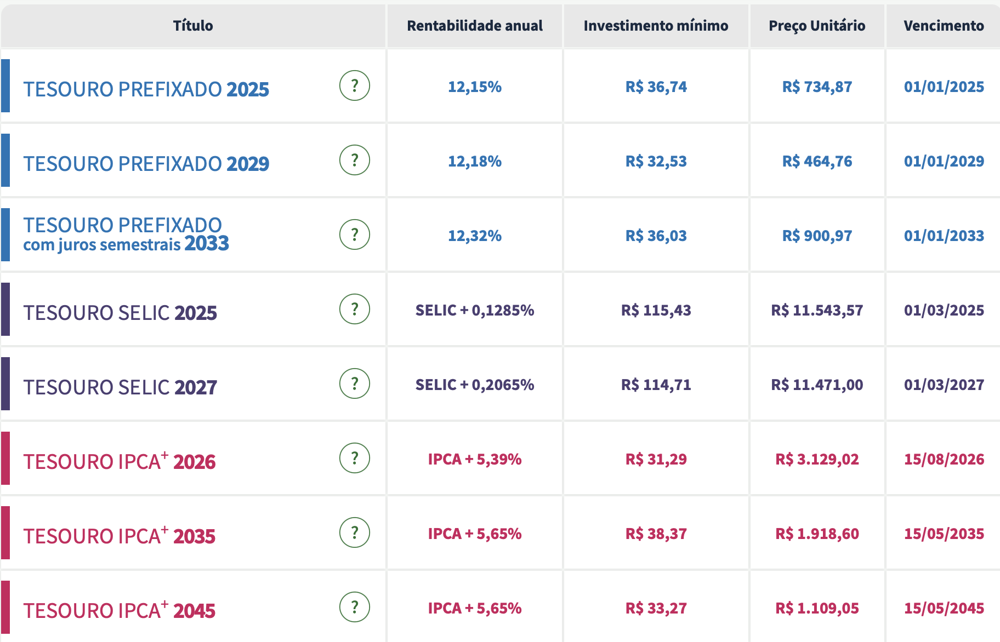 Título Rentabilidade anual Investimento mínimo Preço Unitário Vencimento
TESOURO PREFIXADO 2025 ? 12,15% R$ 36,74 R$ 734,87 01/01/2025
TESOURO PREFIXADO 2029 ? 12,18% R$ 32,53 R$ 464,76 01/01/2029
TESOURO PREFIXADO
com juros semestrais 2033 ? 12,32% R$ 36,03 R$ 900,97 01/01/2033
TESOURO SELIC 2025 ? SELIC + 0,1285% R$ 115,43 R$ 11.543,57 01/03/2025
TESOURO SELIC 2027 ? SELIC + 0,2065% R$ 114,71 R$ 11.471,00 01/03/2027
TESOURO IPCA+ 2026 ? IPCA + 5,39% R$ 31,29 R$ 3.129,02 15/08/2026
TESOURO IPCA+ 2035 ? IPCA + 5,65% R$ 38,37 R$ 1.918,60 15/05/2035
TESOURO IPCA+ 2045 ? IPCA + 5,65% R$ 33,27 R$ 1.109,05 15/05/2045